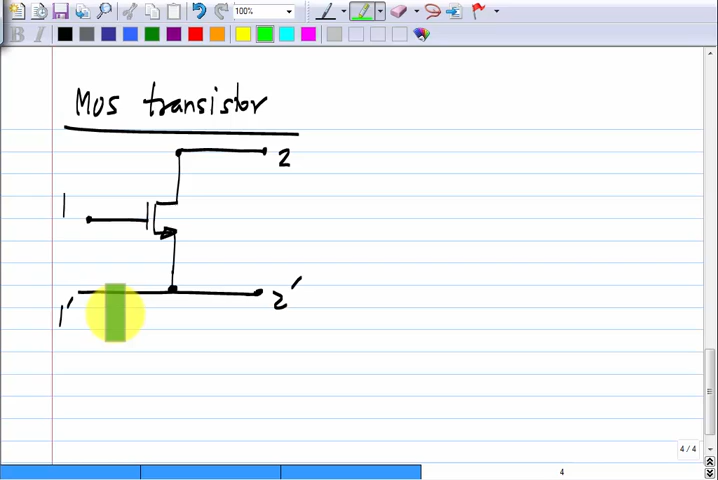 100%
B I
Mos transistor
2
1
1′ 2′
4 / 4
4